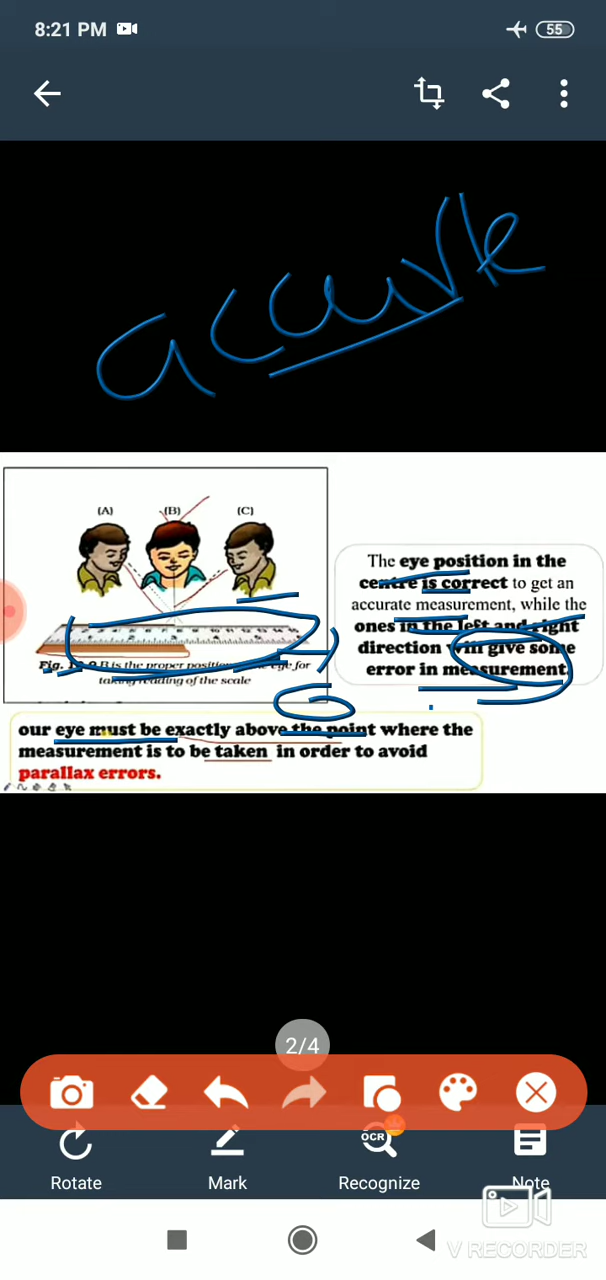 8:21 PM
55
(A) (B) (C)
The eye position in the
centre is correct to get an
accurate measurement, while the
ones in the left and right
direction will give some
error in measurement.
B is the proper position
eye for
taking reading of the scale
our eye must be exactly above the point where the
measurement is to be taken in order to avoid
parallax errors.
2/4
OCR
Rotate Mark Recognize Note
V RECORDER